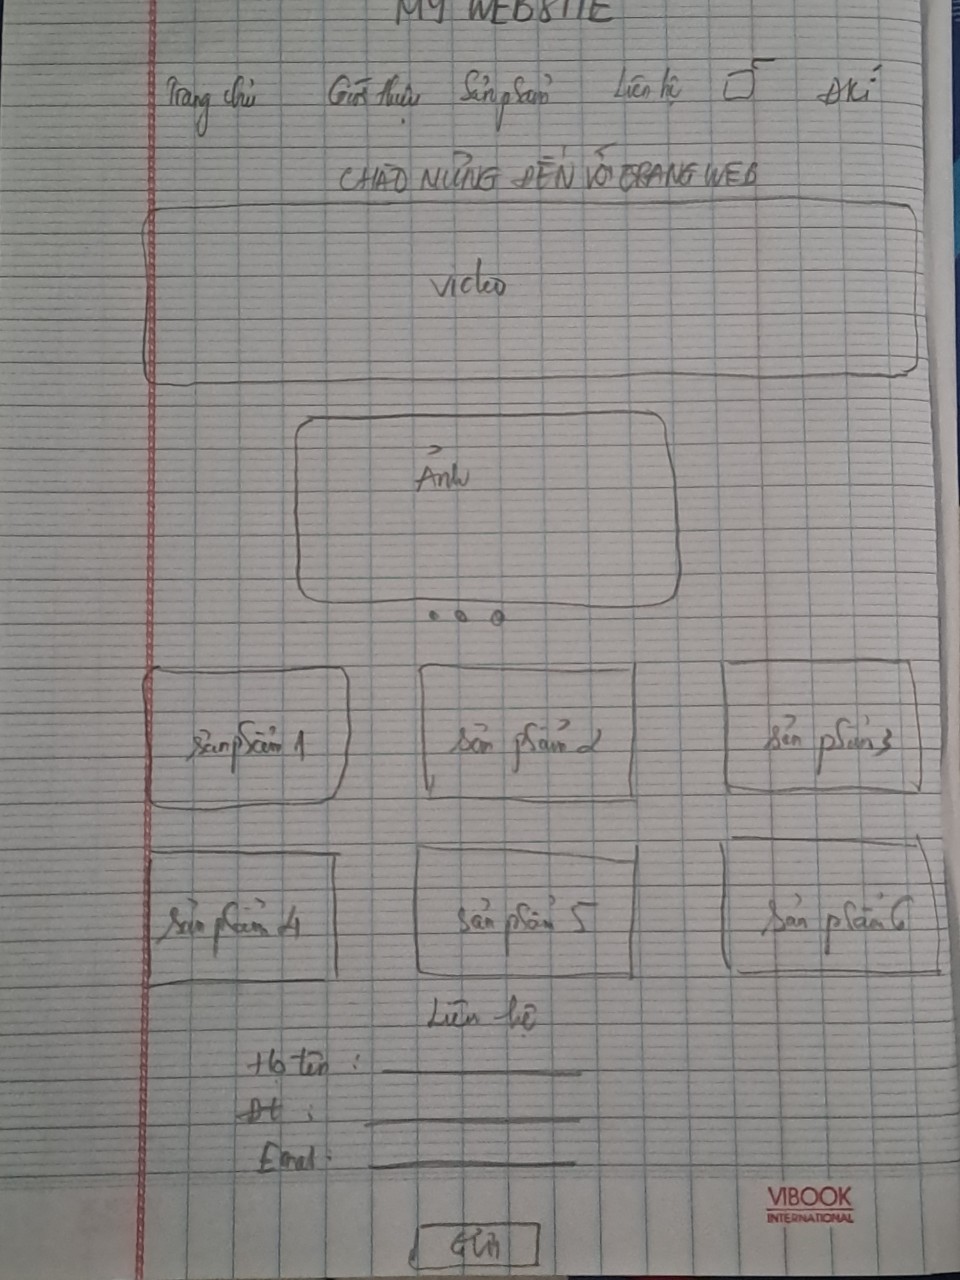 MY WEBSITE
Trang chủ Giới thiệu Sản phẩm Liên hệ ĐKí
CHÀO MỪNG ĐẾN VỚI TRANG WEB
Video
Ảnh
Sản phẩm 1 Sản phẩm 2 Sản phẩm 3
Sản phẩm 4 Sản phẩm 5 Sản phẩm 6
Liên hệ
Họ tên :
Đt :
Email :
VIBOOK
INTERNATIONAL
Gửi